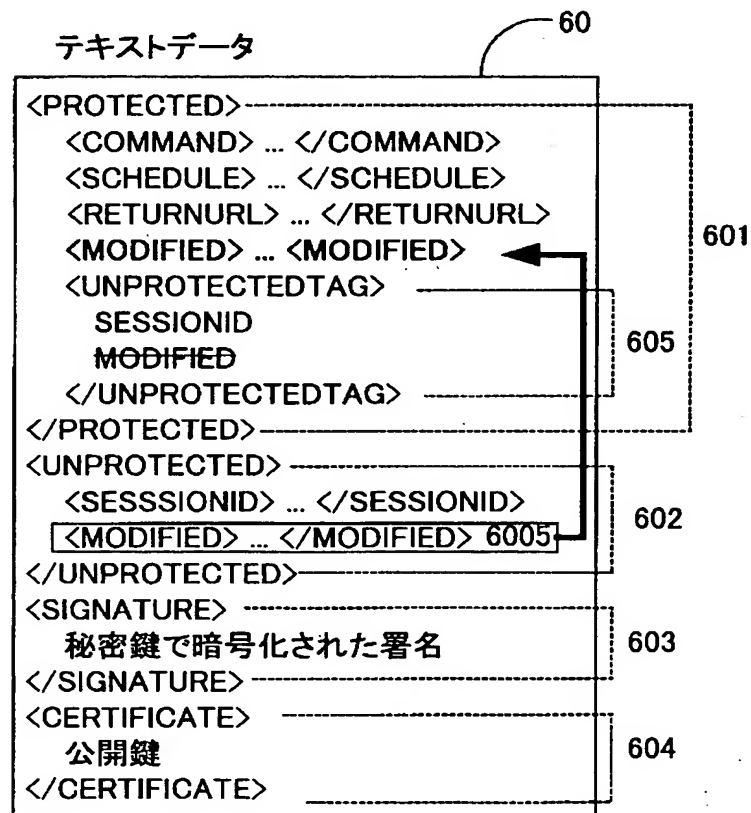 60
テキストデータ
<PROTECTED>
<COMMAND> ... </COMMAND>
<SCHEDULE> ... </SCHEDULE>
<RETURNURL> ... </RETURNURL>
<MODIFIED> ... <MODIFIED>
601
<UNPROTECTEDTAG>
SESSIONID
605
MODIFIED
</UNPROTECTEDTAG>
</PROTECTED>
<UNPROTECTED>
<SESSSIONID> ... </SESSIONID>
602
<MODIFIED> ... </MODIFIED> 6005
</UNPROTECTED>
<SIGNATURE>
秘密鍵で暗号化された署名
603
</SIGNATURE>
<CERTIFICATE>
公開鍵
604
</CERTIFICATE>